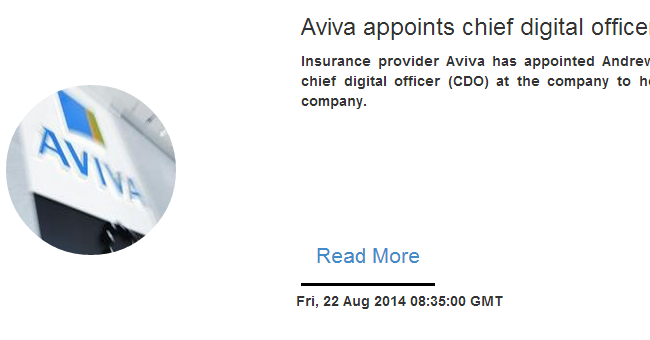 Aviva appoints chief digital officer
Insurance provider Aviva has appointed Andrew
chief digital officer (CDO) at the company to
company.
AVIVA
Read More
Fri, 22 Aug 2014 08:35:00 GMT